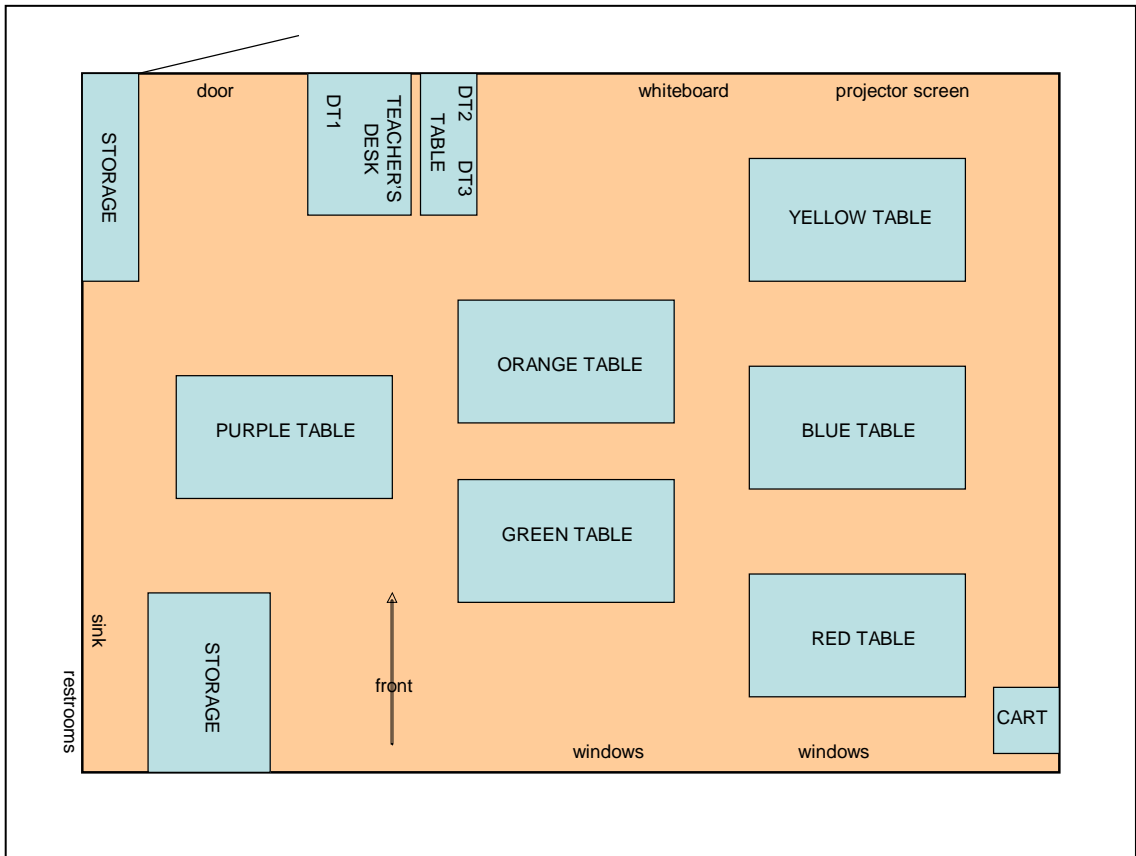 door
whiteboard
projector screen
STORAGE
DT1
TEACHER'S
DESK
TABLE
DT2 DT3
YELLOW TABLE
ORANGE TABLE
PURPLE TABLE
BLUE TABLE
GREEN TABLE
RED TABLE
sink
restrooms
STORAGE
front
CART
windows
windows